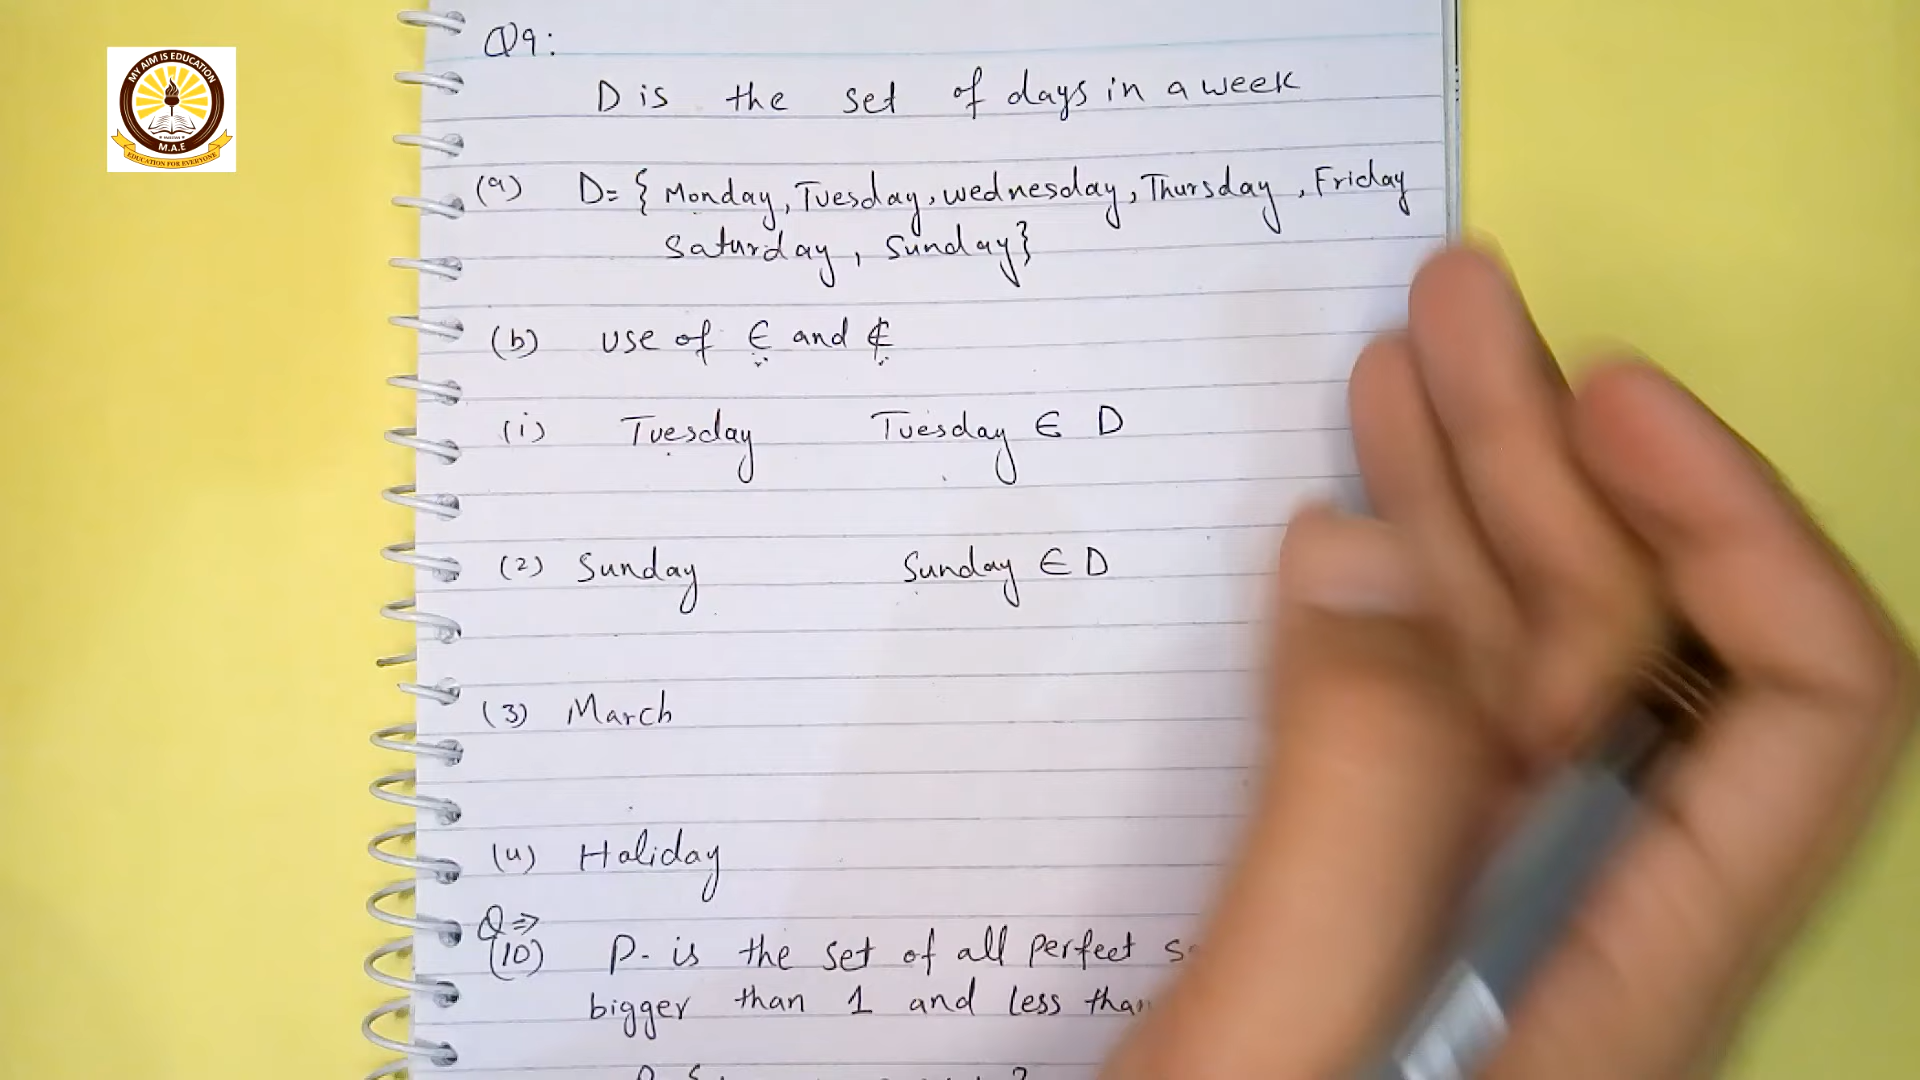 MY AIM IS EDUCATION
M.A.E
EDUCATION FOR EVERYONE
Q9:
D is the set of days in a week
(a) D= { Monday, Tuesday, wednesday, Thursday, Friday
Saturday, Sunday}
(b) use of ∈ and ∉
(i) Tuesday Tuesday ∈ D
(2) Sunday Sunday ∈ D
(3) March
(4) Holiday
Q⇒
(10) P- is the set of all perfect
bigger than 1 and less than